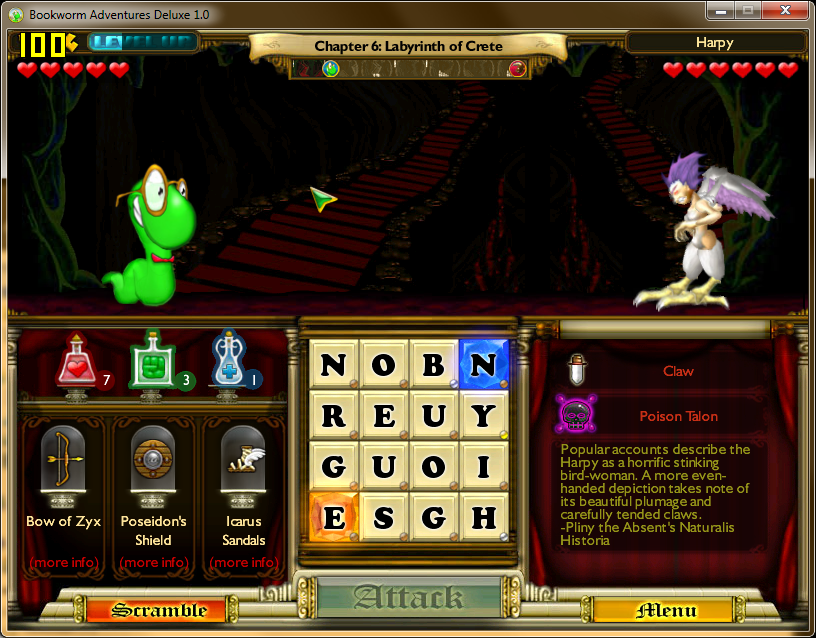 Bookworm Adventures Deluxe 1.0
100
LEVEL UP
Chapter 6: Labyrinth of Crete
Harpy
7
3
1
Bow of Zyx
Poseidon's
Shield
Icarus
Sandals
(more info)
(more info)
(more info)
N O B N
R E U Y
G U O I
E S G H
Claw
Poison Talon
Popular accounts describe the
Harpy as a horrific stinking
bird-woman. A more even-
handed depiction takes note of
its beautiful plumage and
carefully tended claws.
-Pliny the Absent's Naturalis
Historia
Scramble
Attack
Menu